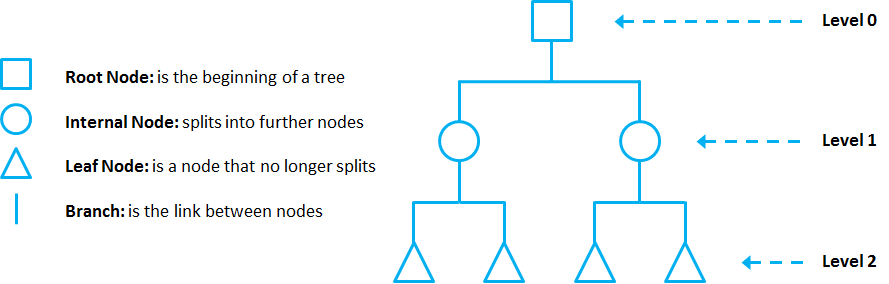 Level 0
Root Node: is the beginning of a tree
Internal Node: splits into further nodes
Level 1
Leaf Node: is a node that no longer splits
Branch: is the link between nodes
Level 2